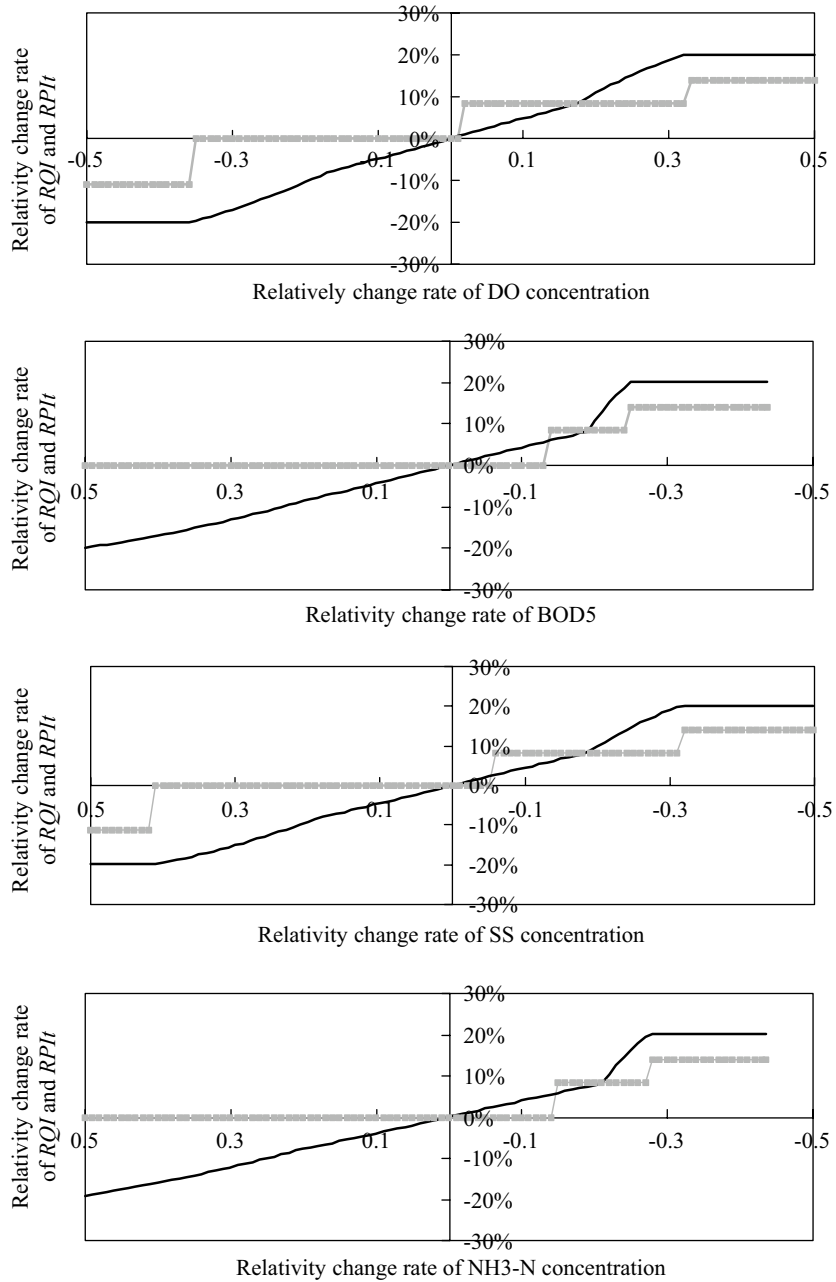 30%
20%
10%
0%
-10%
-20%
-30%
-0.5 -0.3 -0.1 0.1 0.3 0.5
Relativity change rate
of RQI and RPIt
Relatively change rate of DO concentration
30%
20%
10%
0%
-10%
-20%
-30%
0.5 0.3 0.1 -0.1 -0.3 -0.5
Relativity change rate
of RQI and RPIt
Relativity change rate of BOD5
30%
20%
10%
0%
-10%
-20%
-30%
0.5 0.3 0.1 -0.1 -0.3 -0.5
Relativity change rate
of RQI and RPIt
Relativity change rate of SS concentration
30%
20%
10%
0%
-10%
-20%
-30%
0.5 0.3 0.1 -0.1 -0.3 -0.5
Relativity change rate
of RQI and RPIt
Relativity change rate of NH3-N concentration